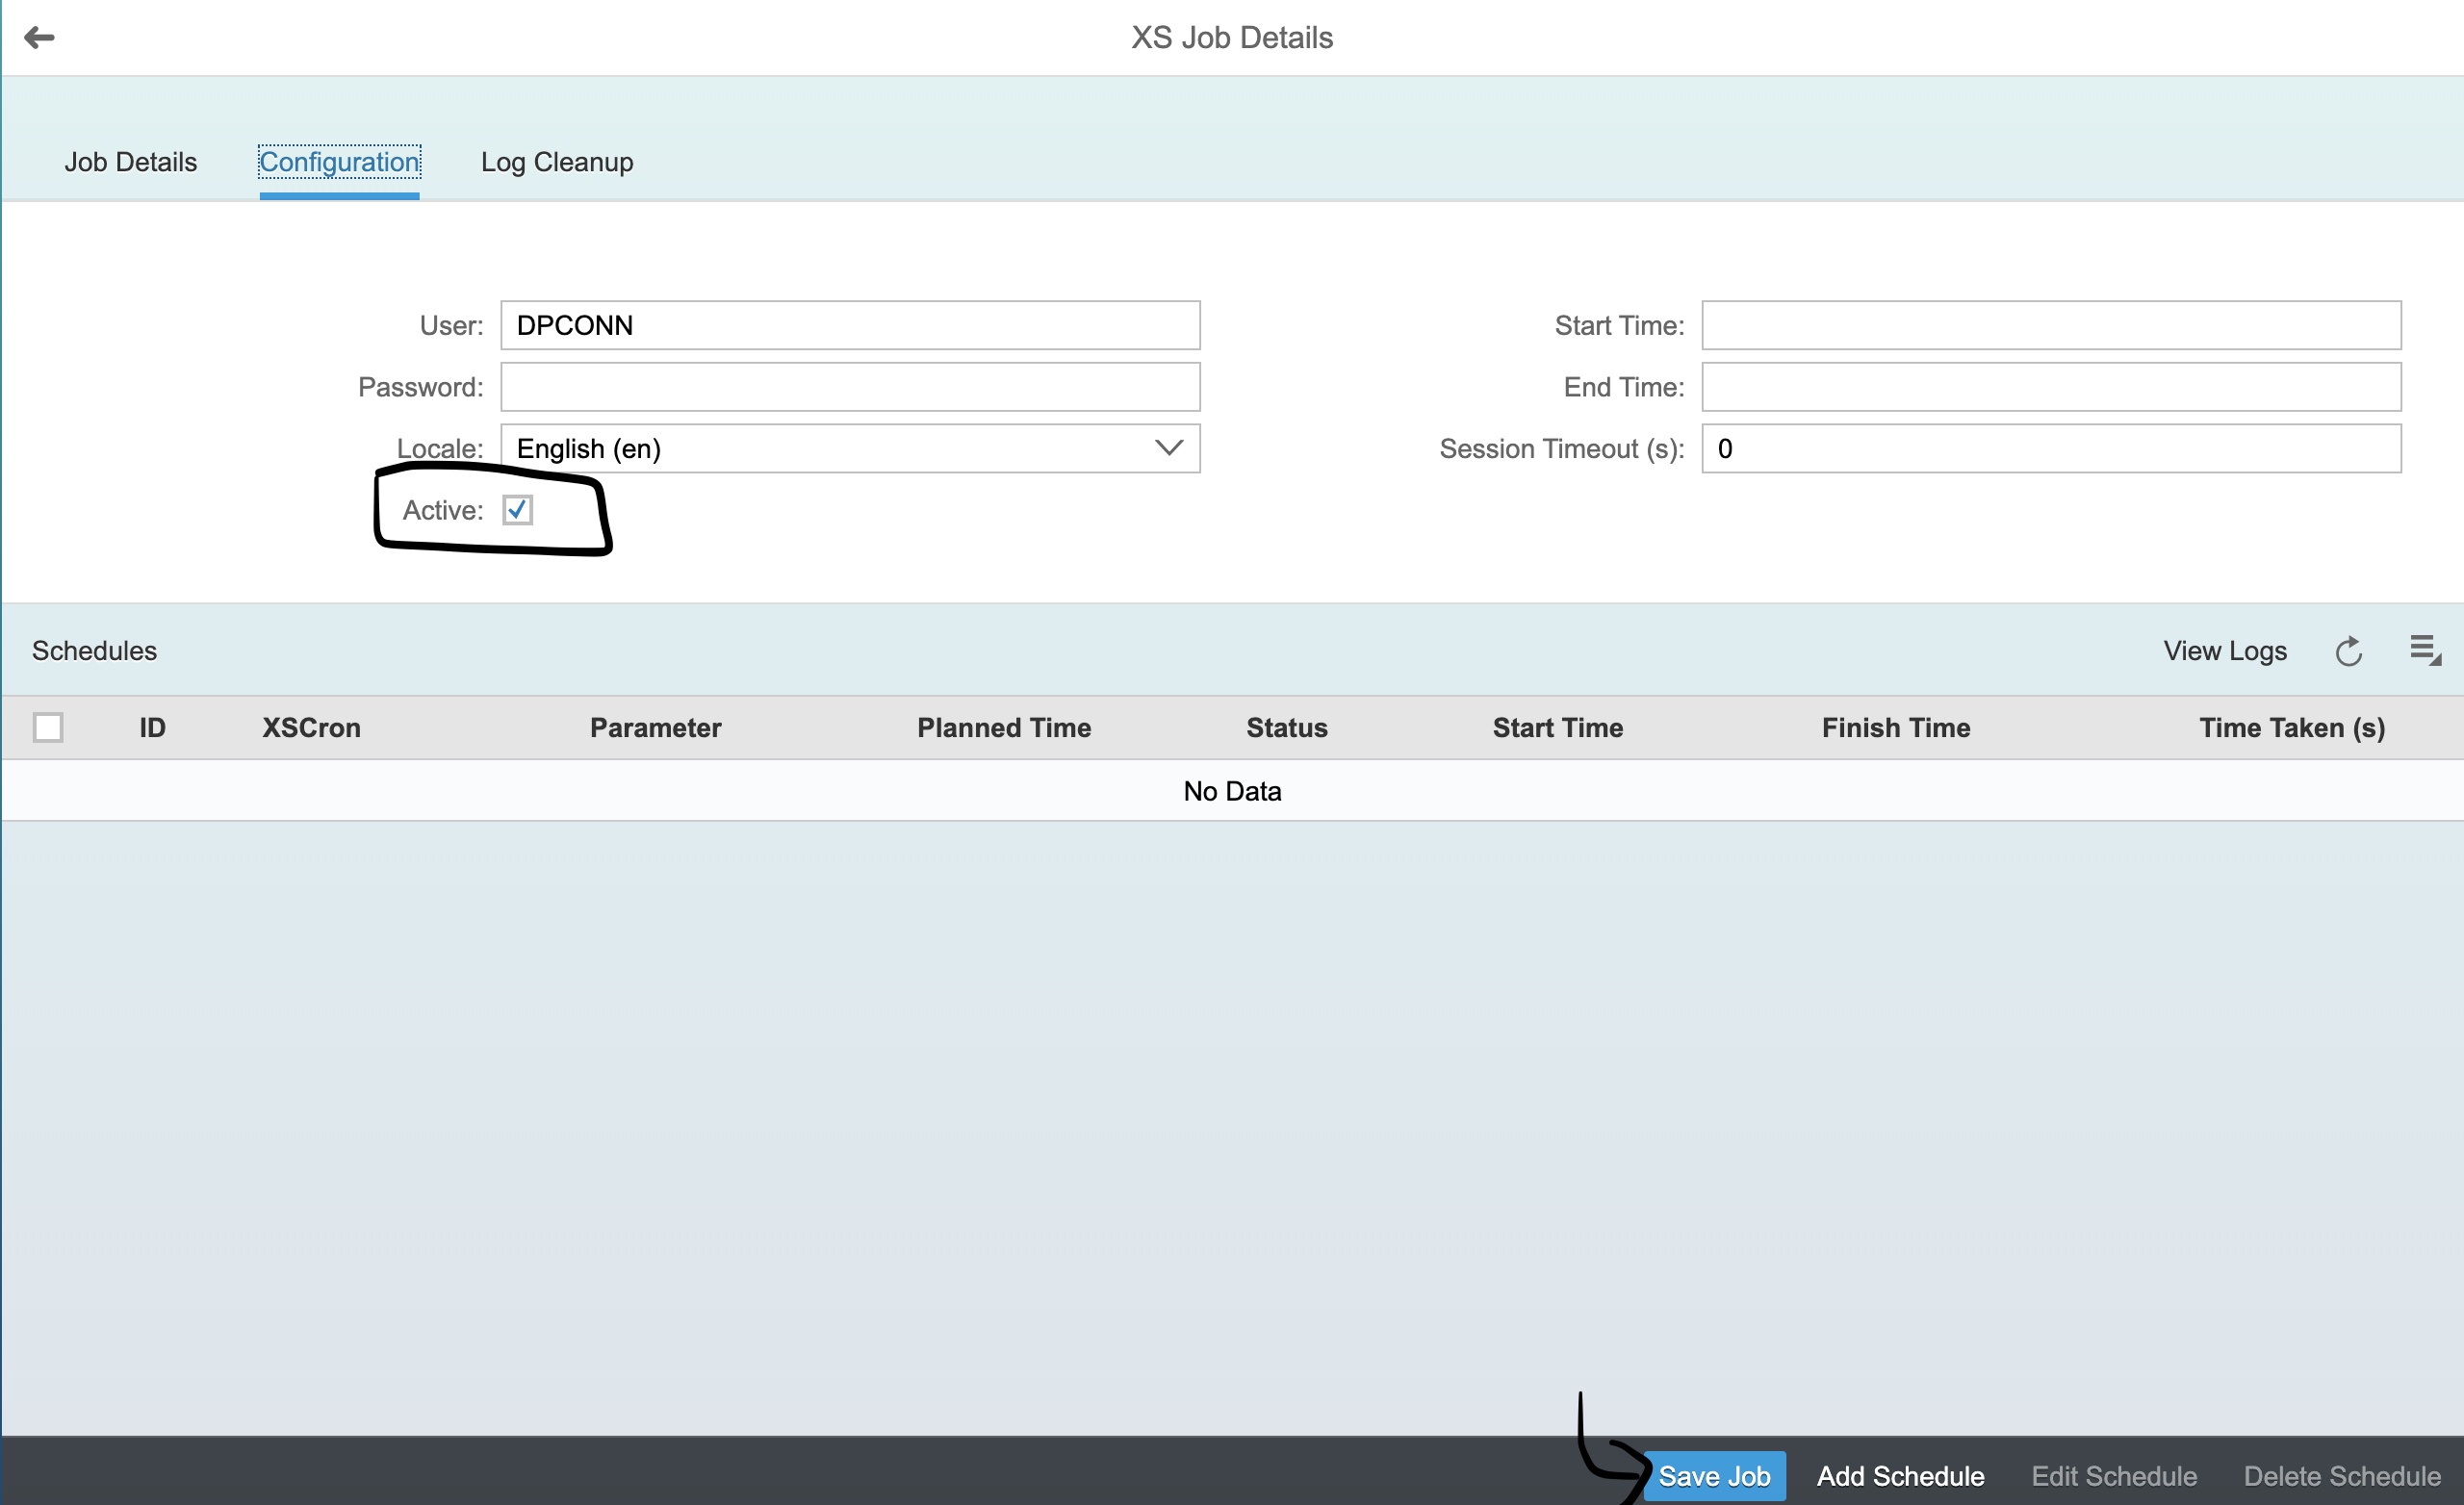 XS Job Details
Job Details Configuration Log Cleanup
User: DPCONN Start Time:
Password: End Time:
Locale: English (en) Session Timeout (s): 0
Active:
Schedules View Logs
ID XSCron Parameter Planned Time Status Start Time Finish Time Time Taken (s)
No Data
Save Job Add Schedule Edit Schedule Delete Schedule